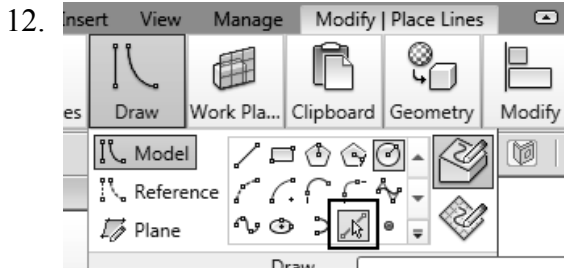 12.
nsert View Manage Modify | Place Lines
es Draw Work Pla... Clipboard Geometry Modify
Model
Reference
Plane
Draw